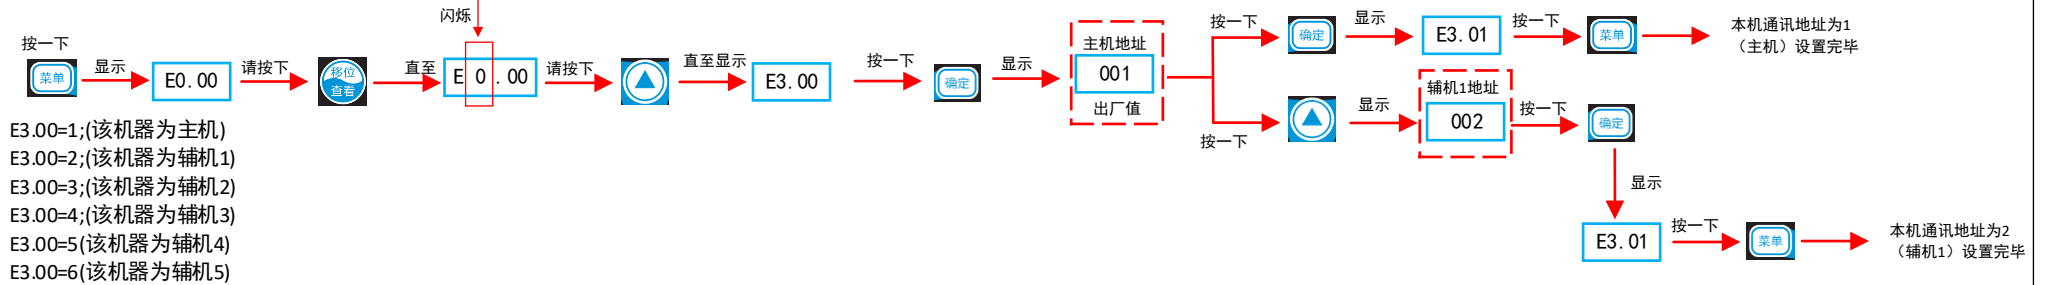 闪烁
按一下
菜单
显示
E0.00
请按下
移位
查看
直至
E 0 .00
请按下
直至显示
E3.00
按一下
确定
显示
主机地址
001
出厂值
按一下
确定
显示
E3.01
按一下
菜单
本机通讯地址为1
（主机）设置完毕
按一下
显示
辅机1地址
002
按一下
确定
显示
E3.01
按一下
菜单
本机通讯地址为2
（辅机1）设置完毕
E3.00=1;(该机器为主机)
E3.00=2;(该机器为辅机1)
E3.00=3;(该机器为辅机2)
E3.00=4;(该机器为辅机3)
E3.00=5(该机器为辅机4)
E3.00=6(该机器为辅机5)